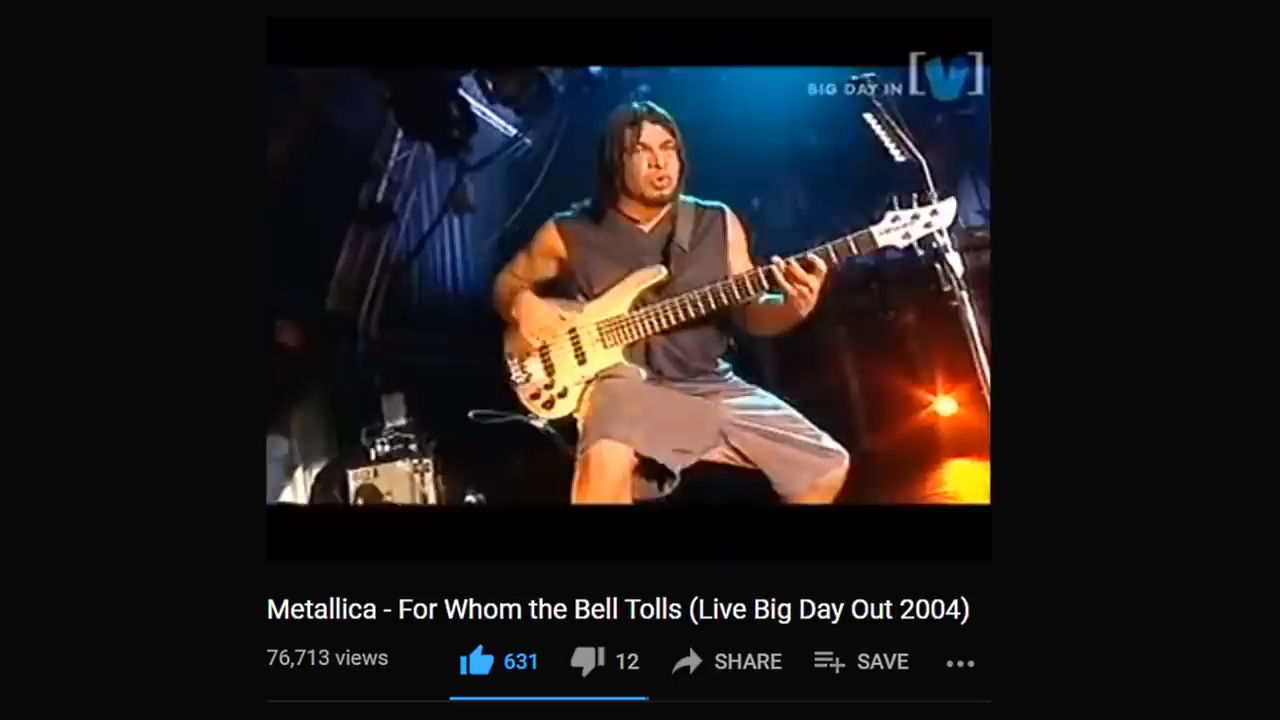 BIG DAY IN [V]
Metallica - For Whom the Bell Tolls (Live Big Day Out 2004)
76,713 views 631 12 SHARE SAVE